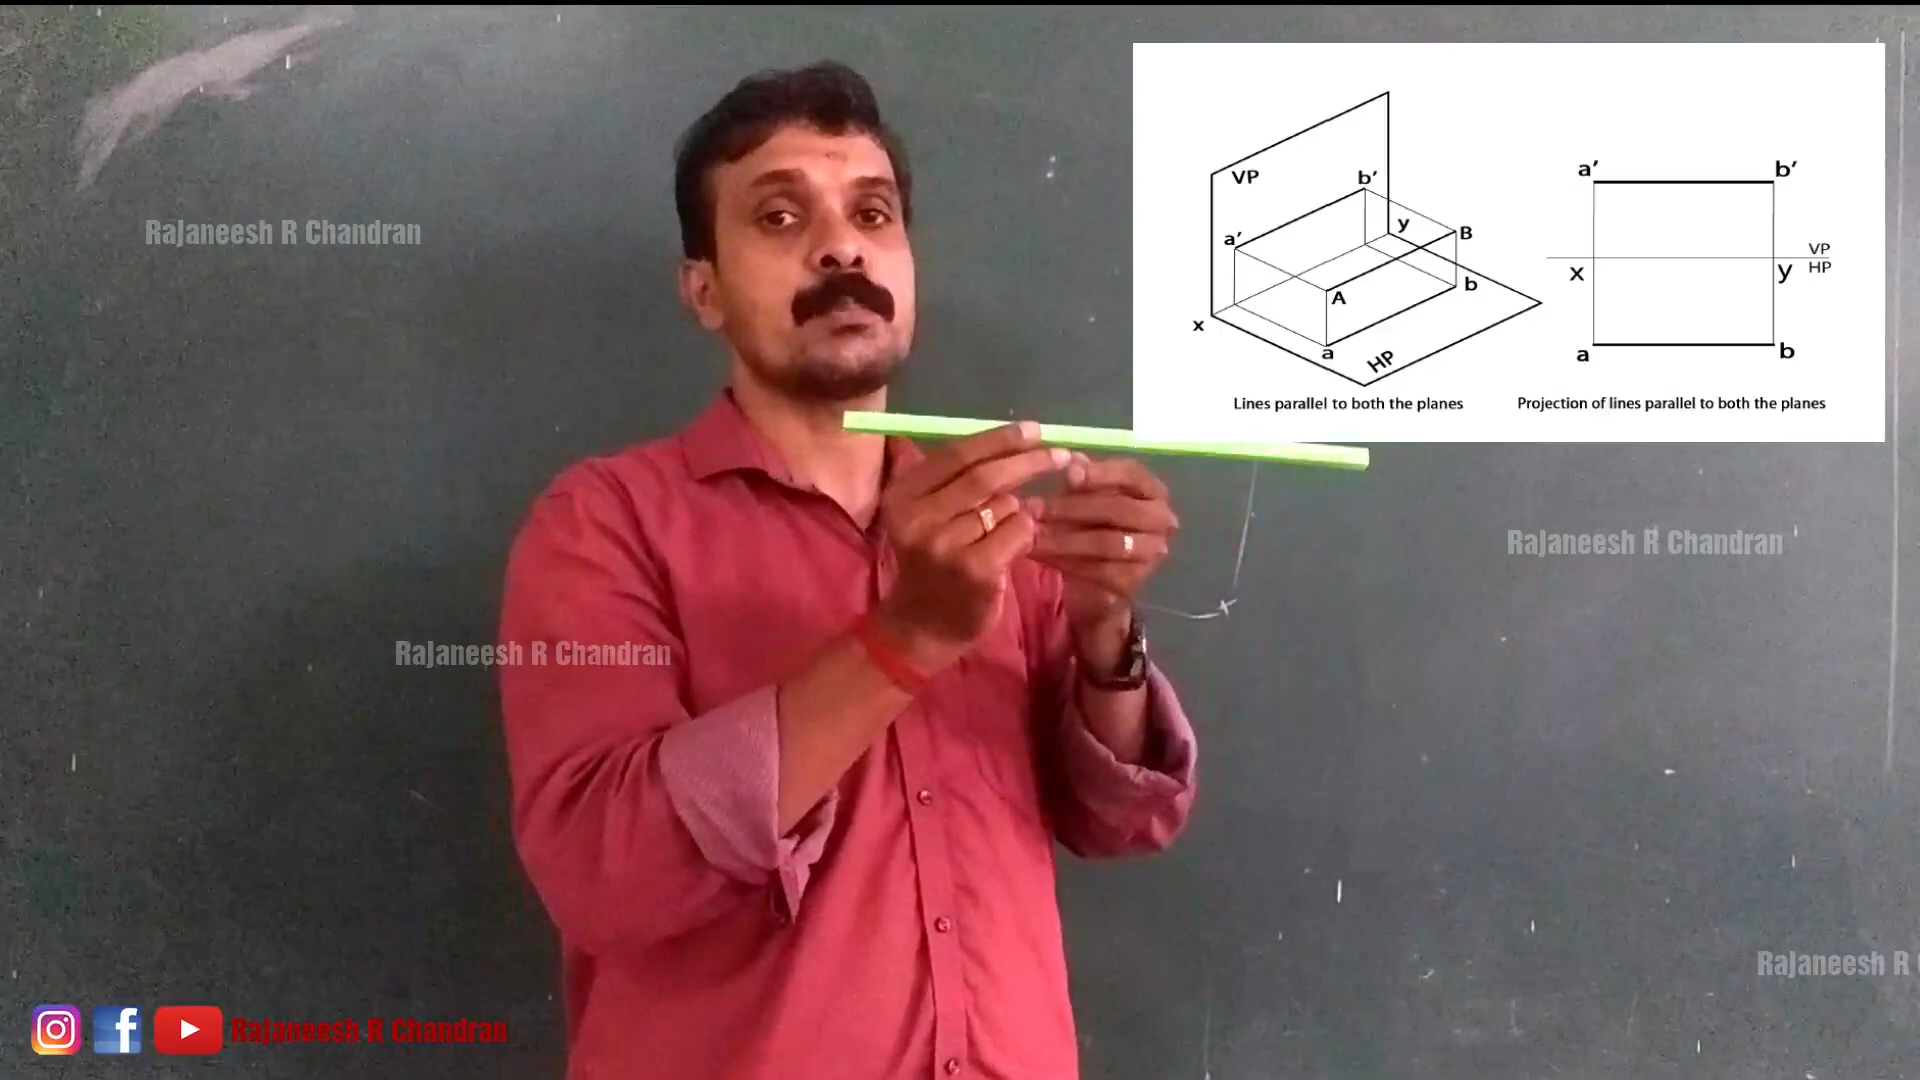 VP
b'
a'
y
B
A
b
x
a
HP
Lines parallel to both the planes
a' b'
VP
x y HP
a b
Projection of lines parallel to both the planes
Rajaneesh R Chandran
Rajaneesh R Chandran
Rajaneesh R Chandran
Rajaneesh R
Rajaneesh R Chandran